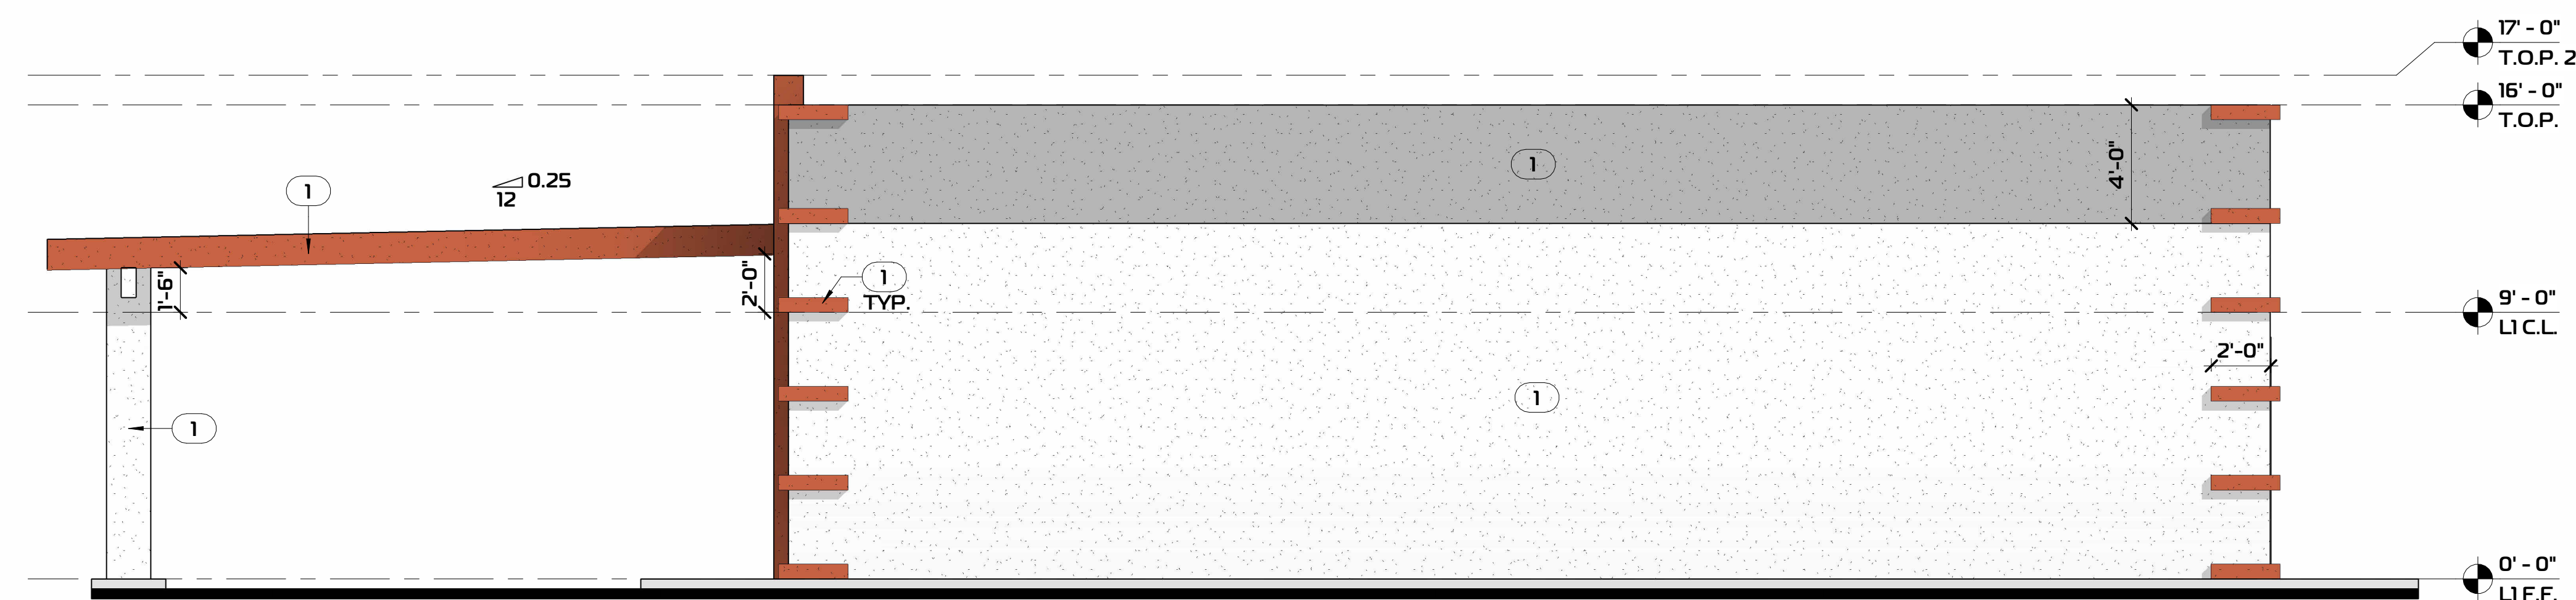 17' - 0"
T.O.P. 2
16' - 0"
T.O.P.
1
4'-0"
1
0.25
12
1'-6"
2'-0"
1
TYP.
9' - 0"
L1 C.L.
2'-0"
1
1
0' - 0"
L1 F.F.